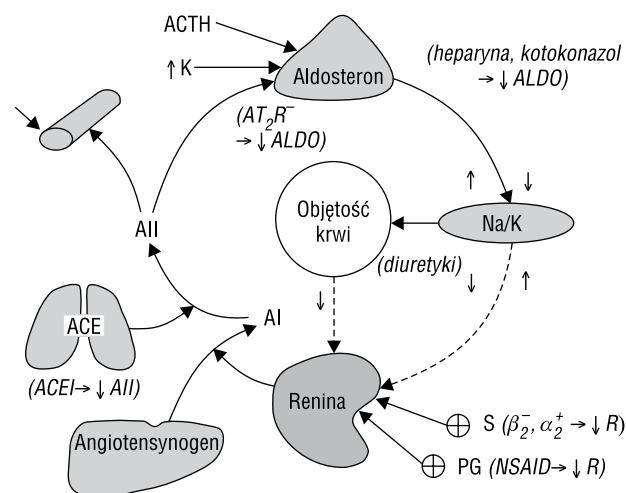 ACTH
↑ K
Aldosteron
(heparyna, kotokonazol
→ ↓ ALDO)
(AT₂R⁻
→ ↓ ALDO)
↑ ↓
Objętość
krwi
Na/K
AII
(diuretyki)
↓ ↑
↓
ACE
AI
(ACEI→ ↓ AII)
Renina
Angiotensynogen
⊕ S (β₂⁻, α₂⁺ → ↓ R)
⊕ PG (NSAID→ ↓ R)